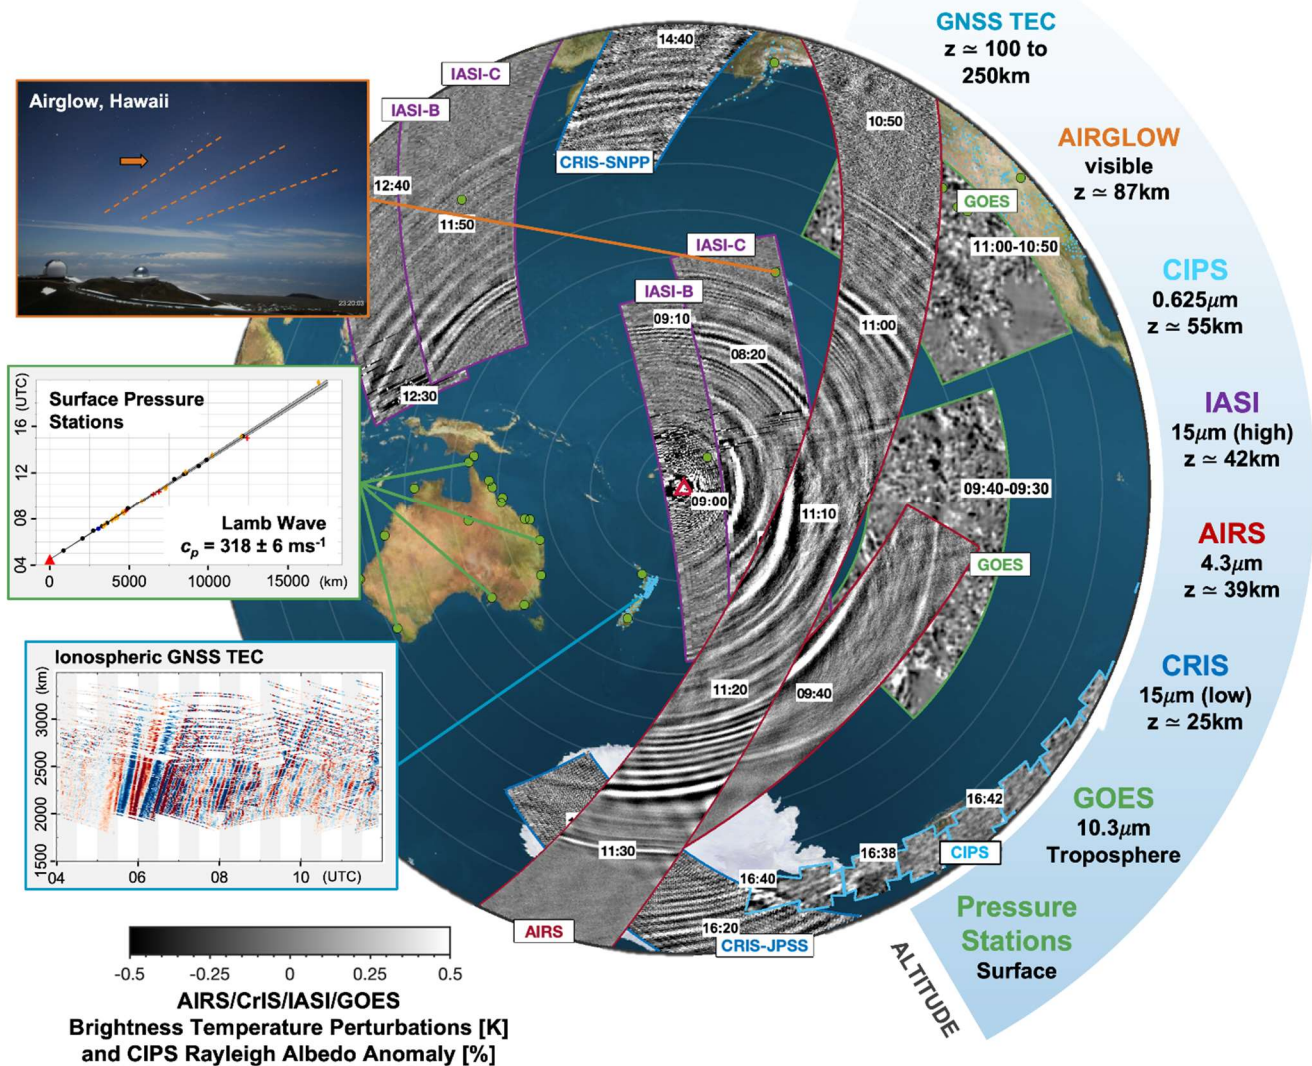 Airglow, Hawaii
23:20:03
Surface Pressure
Stations
(UTC)
16
12
08
04
Lamb Wave
cp = 318 ± 6 ms-1
0
5000
10000
15000
(km)
Ionospheric GNSS TEC
(km)
3000
2500
2000
1500
04
06
08
10
(UTC)
-0.5
-0.25
0
0.25
0.5
AIRS/CrIS/IASI/GOES
Brightness Temperature Perturbations [K]
and CIPS Rayleigh Albedo Anomaly [%]
IASI-C
IASI-B
12:40
11:50
12:30
14:40
CRIS-SNPP
10:50
GOES
11:00-10:50
IASI-C
IASI-B
09:10
08:20
11:00
09:00
11:10
09:40-09:30
GOES
11:20
09:40
11:30
AIRS
16:20
CRIS-JPSS
16:40
16:38
16:42
CIPS
GNSS TEC
z ≃ 100 to
250km
AIRGLOW
visible
z ≃ 87km
CIPS
0.625μm
z ≃ 55km
IASI
15μm (high)
z ≃ 42km
AIRS
4.3μm
z ≃ 39km
CRIS
15μm (low)
z ≃ 25km
GOES
10.3μm
Troposphere
Pressure
Stations
Surface
ALTITUDE